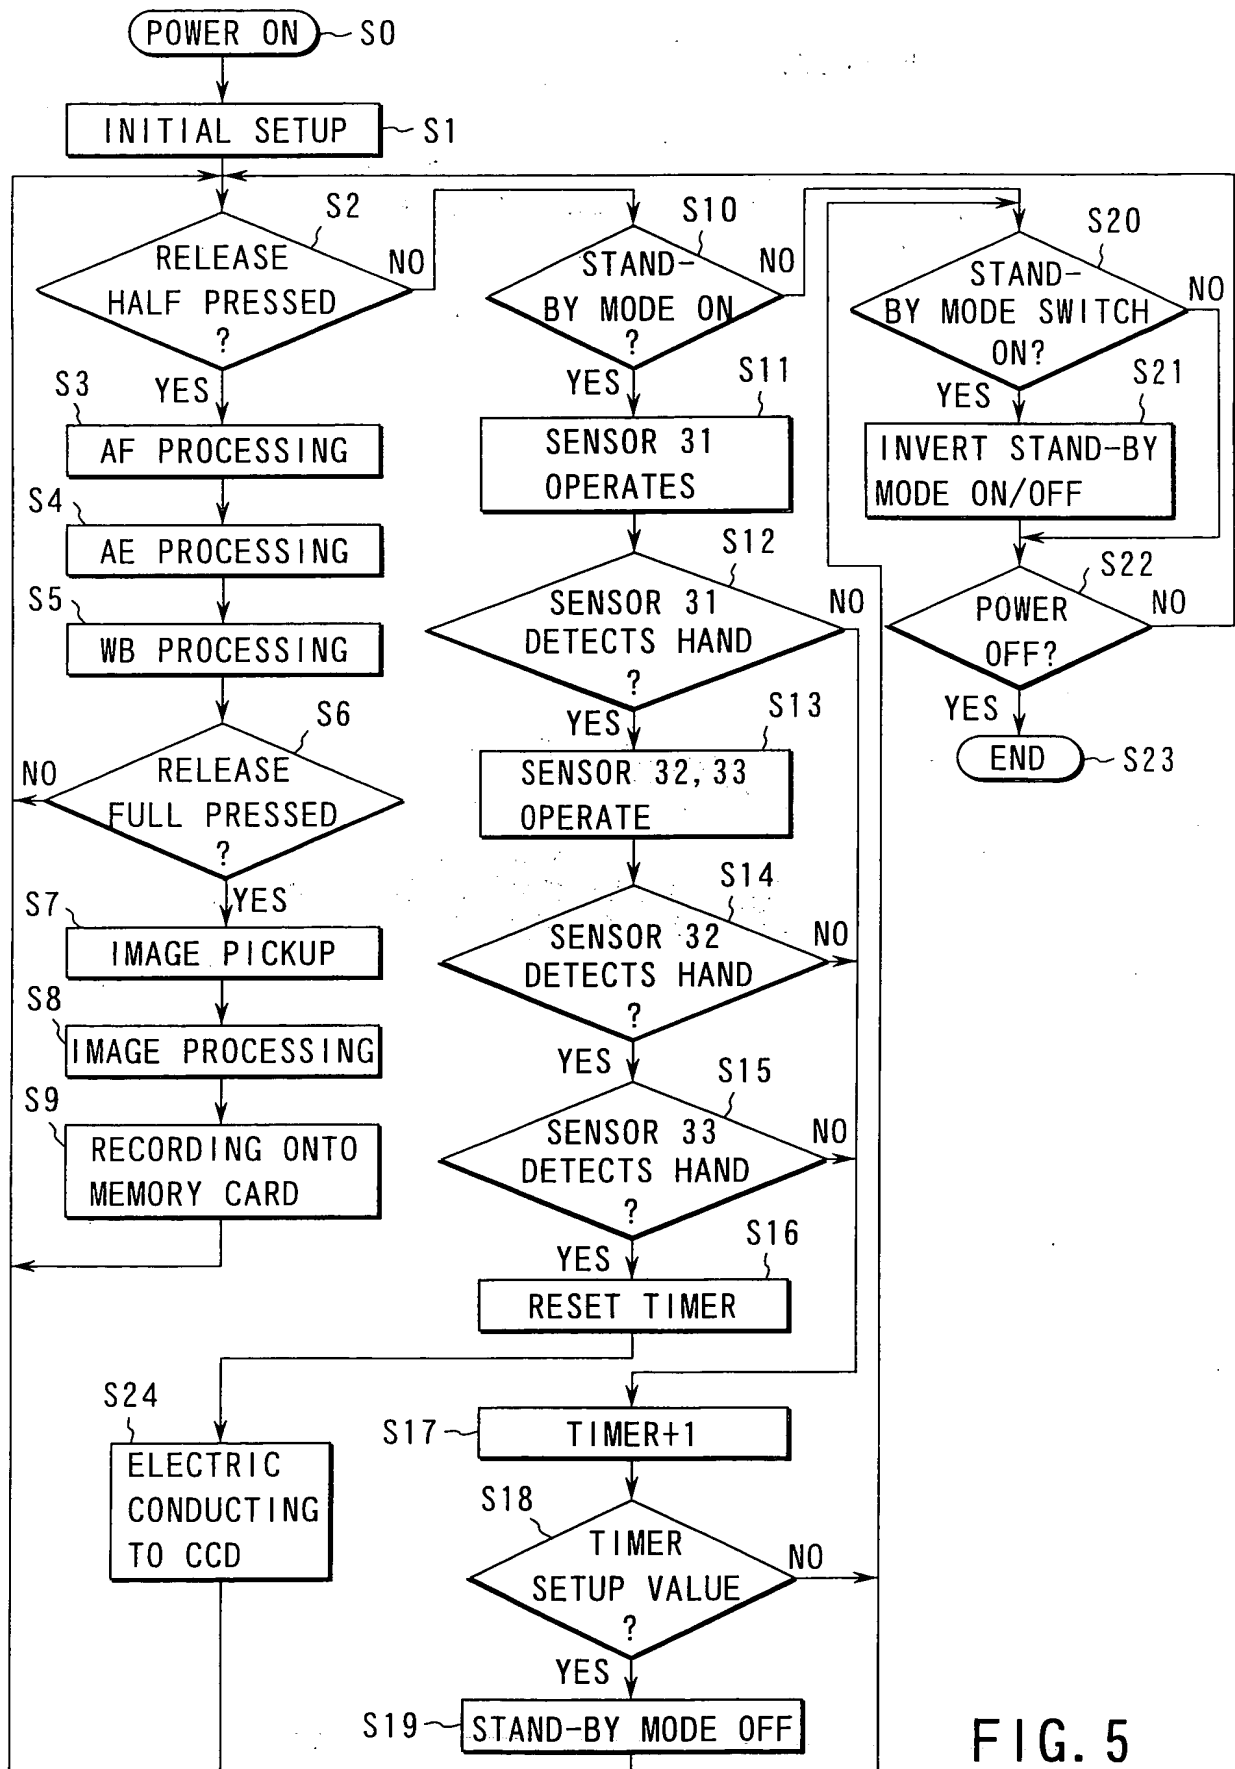 POWER ON
S0
INITIAL SETUP
S1
S2
RELEASE
HALF PRESSED
?
NO
YES
S3
AF PROCESSING
S4
AE PROCESSING
S5
WB PROCESSING
S6
RELEASE
FULL PRESSED
?
NO
YES
S7
IMAGE PICKUP
S8
IMAGE PROCESSING
S9
RECORDING ONTO
MEMORY CARD
S10
STAND-
BY MODE ON
?
NO
YES
S11
SENSOR 31
OPERATES
S12
SENSOR 31
DETECTS HAND
?
NO
YES
S13
SENSOR 32,33
OPERATE
S14
SENSOR 32
DETECTS HAND
?
NO
YES
S15
SENSOR 33
DETECTS HAND
?
NO
YES
S16
RESET TIMER
S24
ELECTRIC
CONDUCTING
TO CCD
S17
TIMER+1
S18
TIMER
SETUP VALUE
?
NO
YES
S19
STAND-BY MODE OFF
S20
STAND-
BY MODE SWITCH
ON?
NO
YES
S21
INVERT STAND-BY
MODE ON/OFF
S22
POWER
OFF?
NO
YES
END
S23
FIG. 5